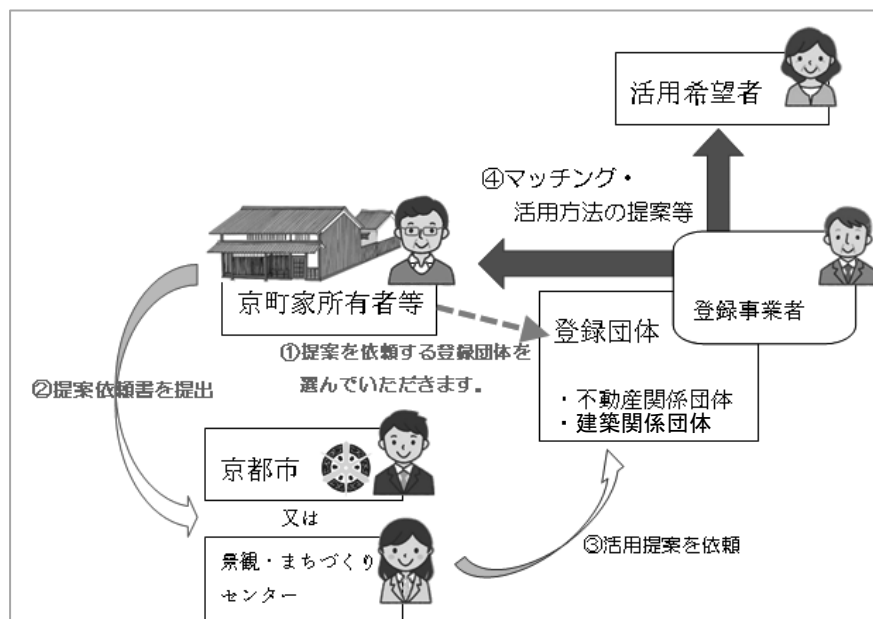 活用希望者
④マッチング・
活用方法の提案等
京町家所有者等
登録事業者
登録団体
・不動産関係団体
・建築関係団体
①提案を依頼する登録団体を
選んでいただきます。
②提案依頼書を提出
京都市
又は
景観・まちづくり
センター
③活用提案を依頼